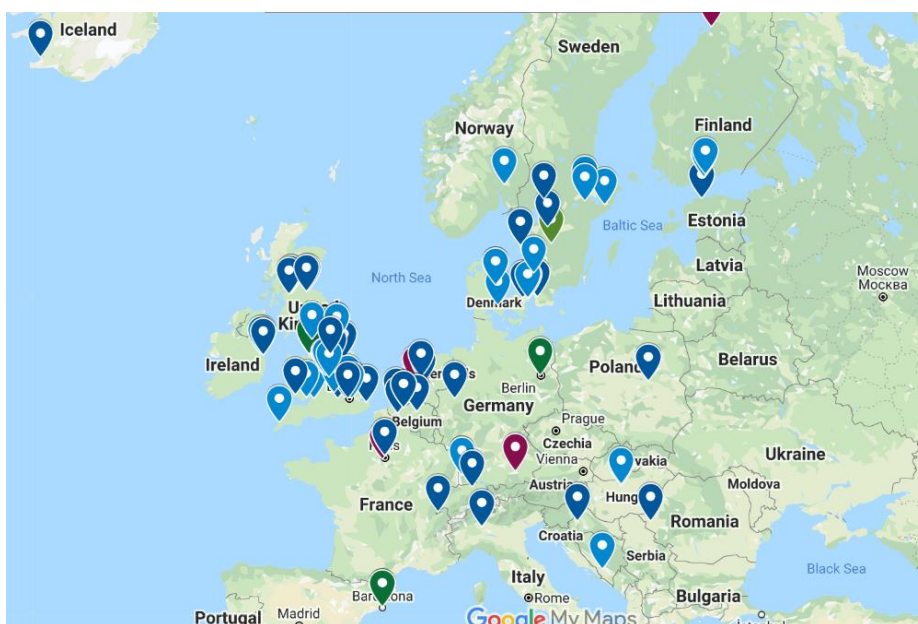 Iceland
Sweden
Norway
Finland
Baltic Sea
Estonia
North Sea
Latvia
Moscow
МОСКВА
Denmark
Lithuania
Ireland
Belarus
Berlin
Belgium
Germany
Prague
Czechia
Ukraine
Vienna
Austria
Moldova
France
Romania
Croatia
Serbia
Italy
Black Sea
Barcelona
Rome
Bulgaria
Portugal
Madrid
Google My Maps